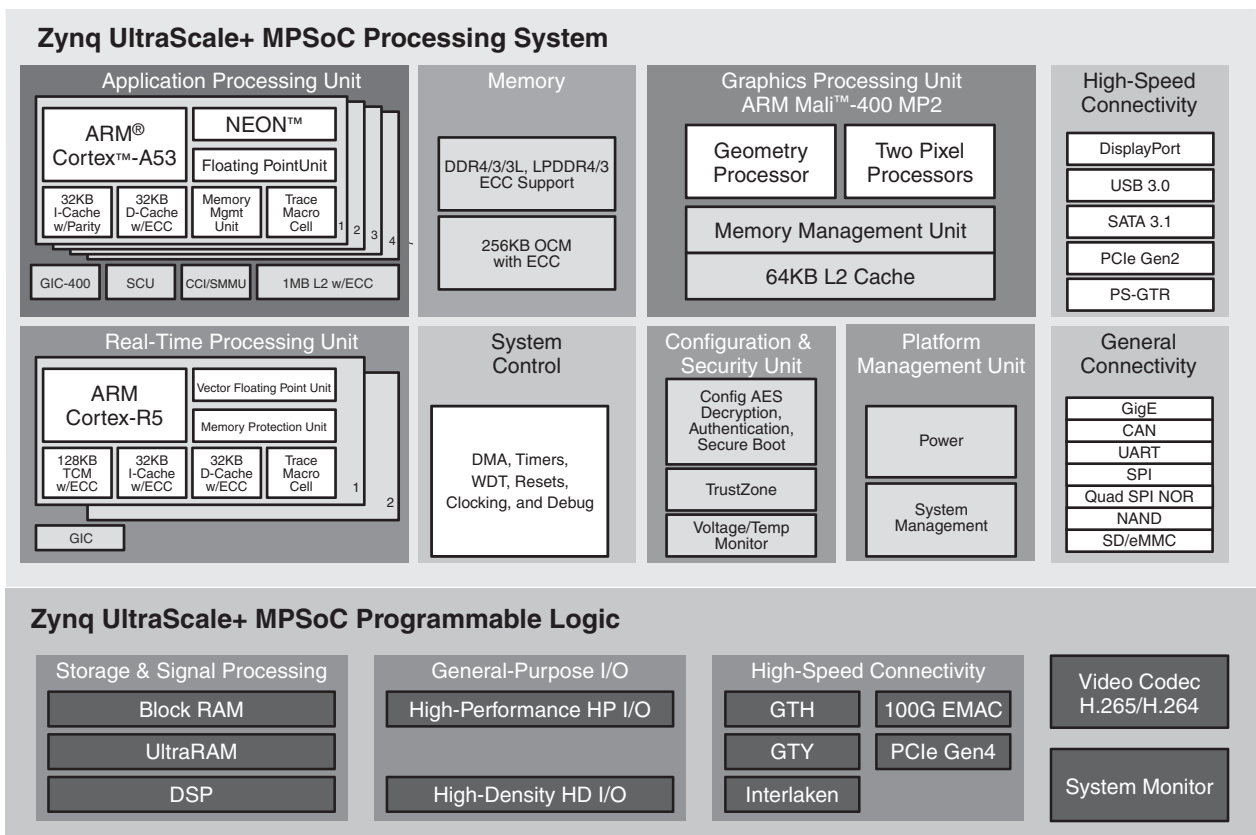 Zynq UltraScale+ MPSoC Processing System
Application Processing Unit
ARM®
Cortex™-A53
NEON™
Floating PointUnit
32KB
I-Cache
w/Parity
32KB
D-Cache
w/ECC
Memory
Mgmt
Unit
Trace
Macro
Cell
1
2
3
4
GIC-400
SCU
CCI/SMMU
1MB L2 w/ECC
Memory
DDR4/3/3L, LPDDR4/3
ECC Support
256KB OCM
with ECC
Graphics Processing Unit
ARM Mali™-400 MP2
Geometry
Processor
Two Pixel
Processors
Memory Management Unit
64KB L2 Cache
High-Speed
Connectivity
DisplayPort
USB 3.0
SATA 3.1
PCIe Gen2
PS-GTR
Real-Time Processing Unit
ARM
Cortex-R5
Vector Floating Point Unit
Memory Protection Unit
128KB
TCM
w/ECC
32KB
I-Cache
w/ECC
32KB
D-Cache
w/ECC
Trace
Macro
Cell
1
2
GIC
System
Control
DMA, Timers,
WDT, Resets,
Clocking, and Debug
Configuration &
Security Unit
Config AES
Decryption,
Authentication,
Secure Boot
TrustZone
Voltage/Temp
Monitor
Platform
Management Unit
Power
System
Management
General
Connectivity
GigE
CAN
UART
SPI
Quad SPI NOR
NAND
SD/eMMC
Zynq UltraScale+ MPSoC Programmable Logic
Storage & Signal Processing
Block RAM
UltraRAM
DSP
General-Purpose I/O
High-Performance HP I/O
High-Density HD I/O
High-Speed Connectivity
GTH
100G EMAC
GTY
PCIe Gen4
Interlaken
Video Codec
H.265/H.264
System Monitor